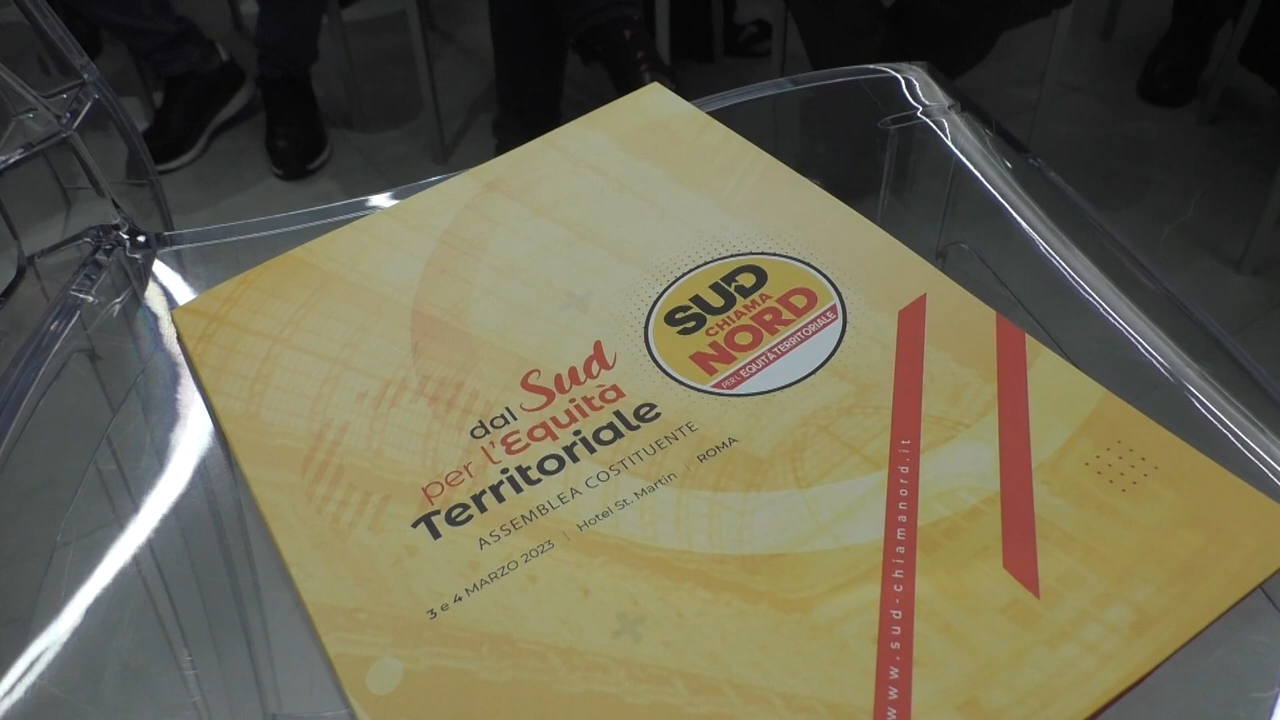 SUD
CHIAMA
NORD
PER L'EQUITÀ TERRITORIALE
dal Sud
per l'Equità
Territoriale
ASSEMBLEA COSTITUENTE
3 e 4 MARZO 2023 | Hotel St. Martin | ROMA
www.sud-chiamanord.it